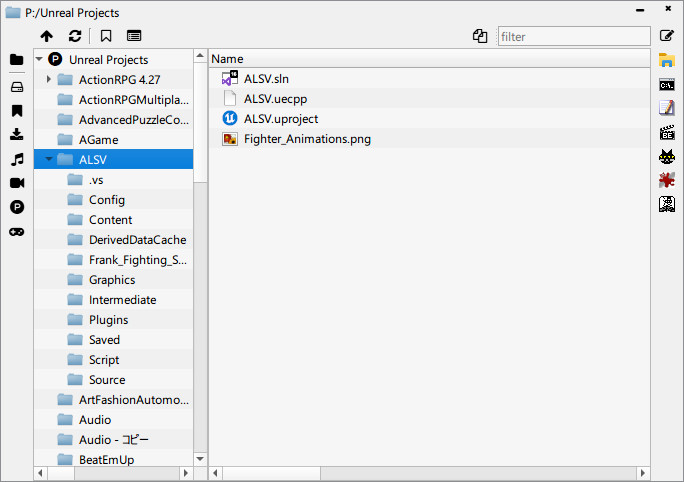 P:/Unreal Projects
filter
Unreal Projects
ActionRPG 4.27
ActionRPGMultipla...
AdvancedPuzzleCo...
AGame
ALSV
.vs
Config
Content
DerivedDataCache
Frank_Fighting_S...
Graphics
Intermediate
Plugins
Saved
Script
Source
ArtFashionAutomo...
Audio
Audio - コピー
BeatEmUp
Name
ALSV.sln
ALSV.uecpp
ALSV.uproject
Fighter_Animations.png